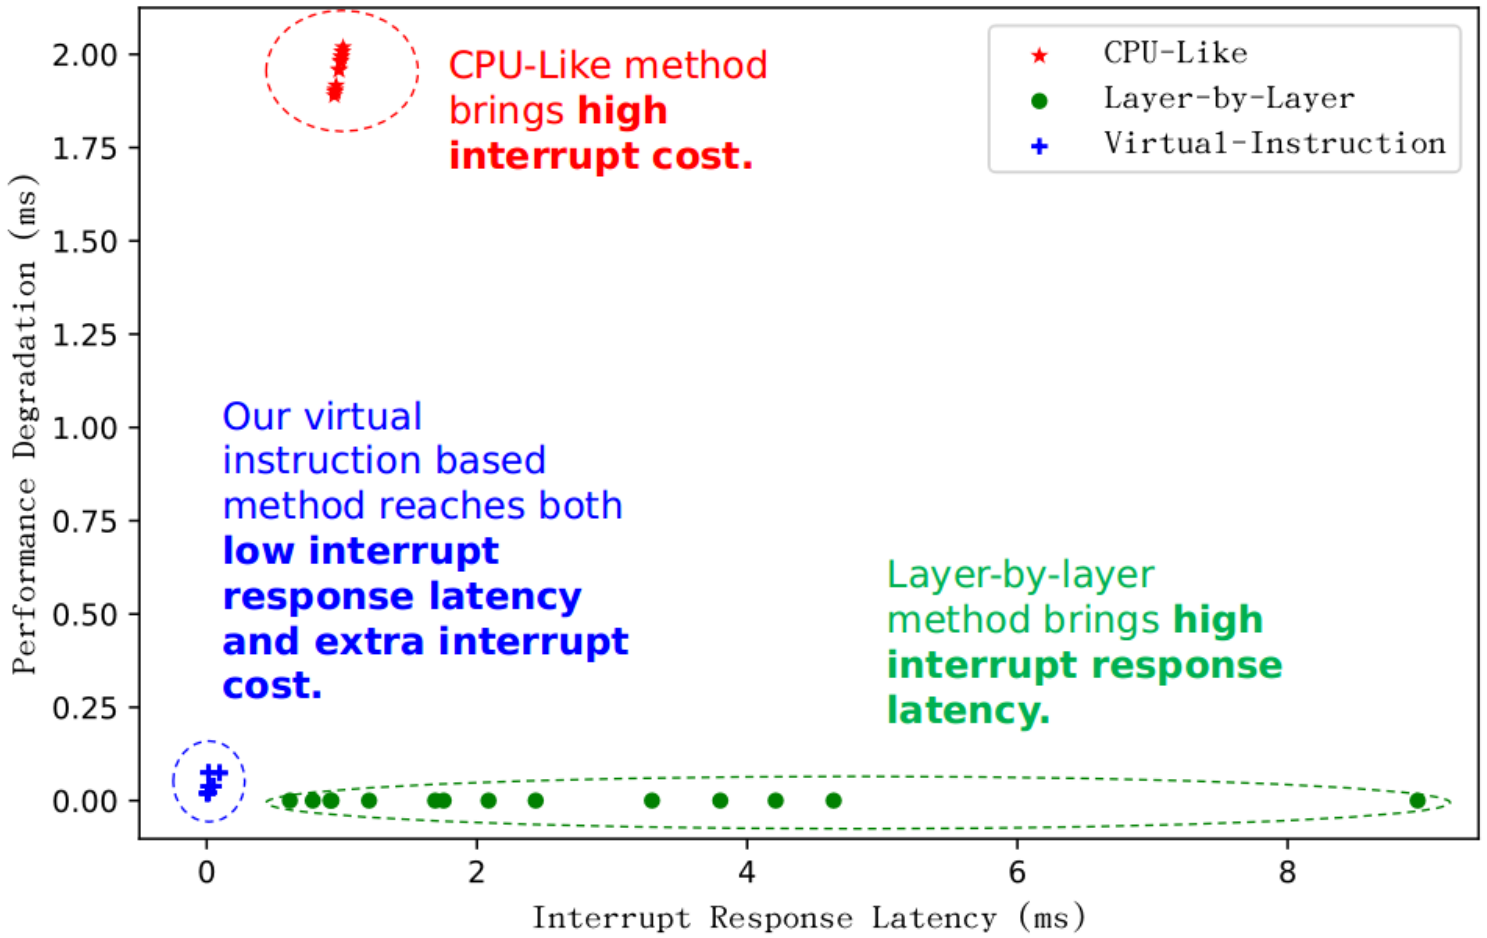 2.00
1.75
1.50
1.25
1.00
0.75
0.50
0.25
0.00
Performance Degradation (ms)
CPU-Like method
brings high
interrupt cost.
CPU-Like
Layer-by-Layer
Virtual-Instruction
Our virtual
instruction based
method reaches both
low interrupt
response latency
and extra interrupt
cost.
Layer-by-layer
method brings high
interrupt response
latency.
0 2 4 6 8
Interrupt Response Latency (ms)